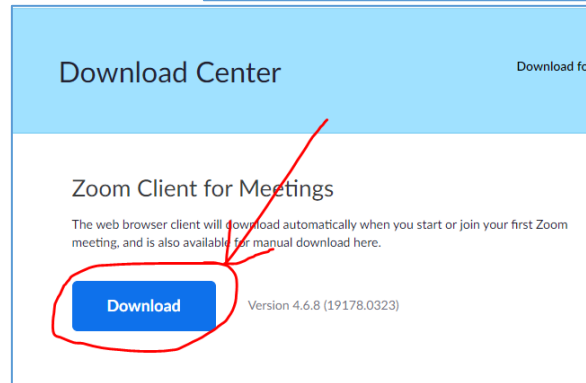 Download Center
Download fo
Zoom Client for Meetings
The web browser client will download automatically when you start or join your first Zoom
meeting, and is also available for manual download here.
Download
Version 4.6.8 (19178.0323)